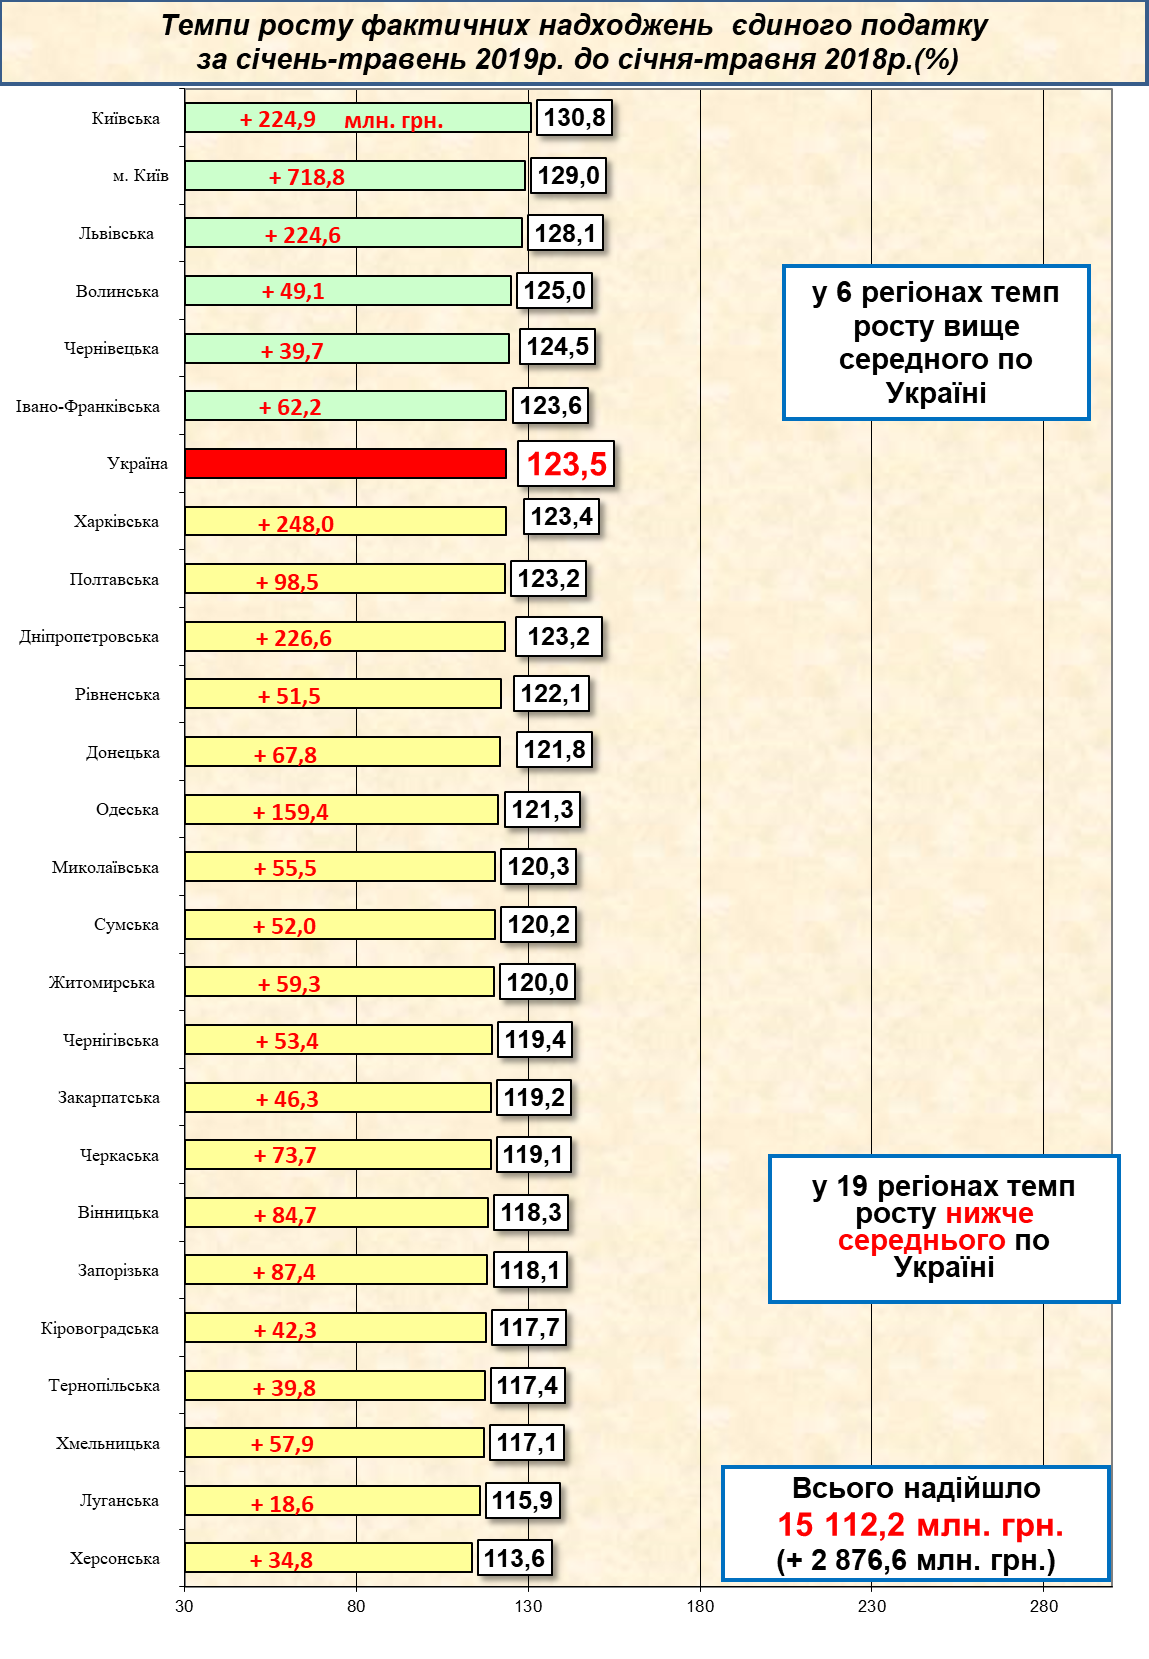 Темпи росту фактичних надходжень єдиного податку
за січень-травень 2019р. до січня-травня 2018р.(%)
Київська + 224,9 млн. грн. 130,8
м. Київ + 718,8 129,0
Львівська + 224,6 128,1
Волинська + 49,1 125,0
Чернівецька + 39,7 124,5
Івано-Франківська + 62,2 123,6
Україна 123,5
Харківська + 248,0 123,4
Полтавська + 98,5 123,2
Дніпропетровська + 226,6 123,2
Рівненська + 51,5 122,1
Донецька + 67,8 121,8
Одеська + 159,4 121,3
Миколаївська + 55,5 120,3
Сумська + 52,0 120,2
Житомирська + 59,3 120,0
Чернігівська + 53,4 119,4
Закарпатська + 46,3 119,2
Черкаська + 73,7 119,1
Вінницька + 84,7 118,3
Запорізька + 87,4 118,1
Кіровоградська + 42,3 117,7
Тернопільська + 39,8 117,4
Хмельницька + 57,9 117,1
Луганська + 18,6 115,9
Херсонська + 34,8 113,6
30 80 130 180 230 280
у 6 регіонах темп
росту вище
середного по
Україні
у 19 регіонах темп
росту нижче
середнього по
Україні
Всього надійшло
15 112,2 млн. грн.
(+ 2 876,6 млн. грн.)